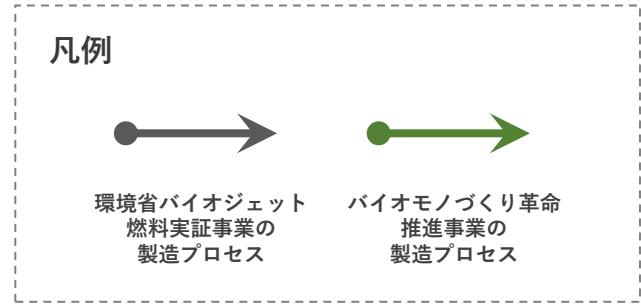 凡例
環境省バイオジェット
燃料実証事業の
製造プロセス
バイオモノづくり革命
推進事業の
製造プロセス